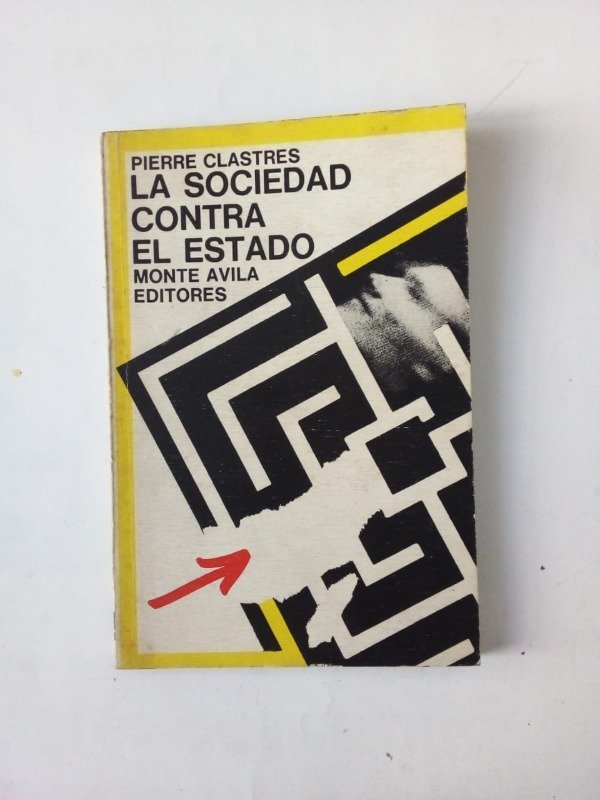 PIERRE CLASTRES
LA SOCIEDAD
CONTRA
EL ESTADO
MONTE AVILA
EDITORES